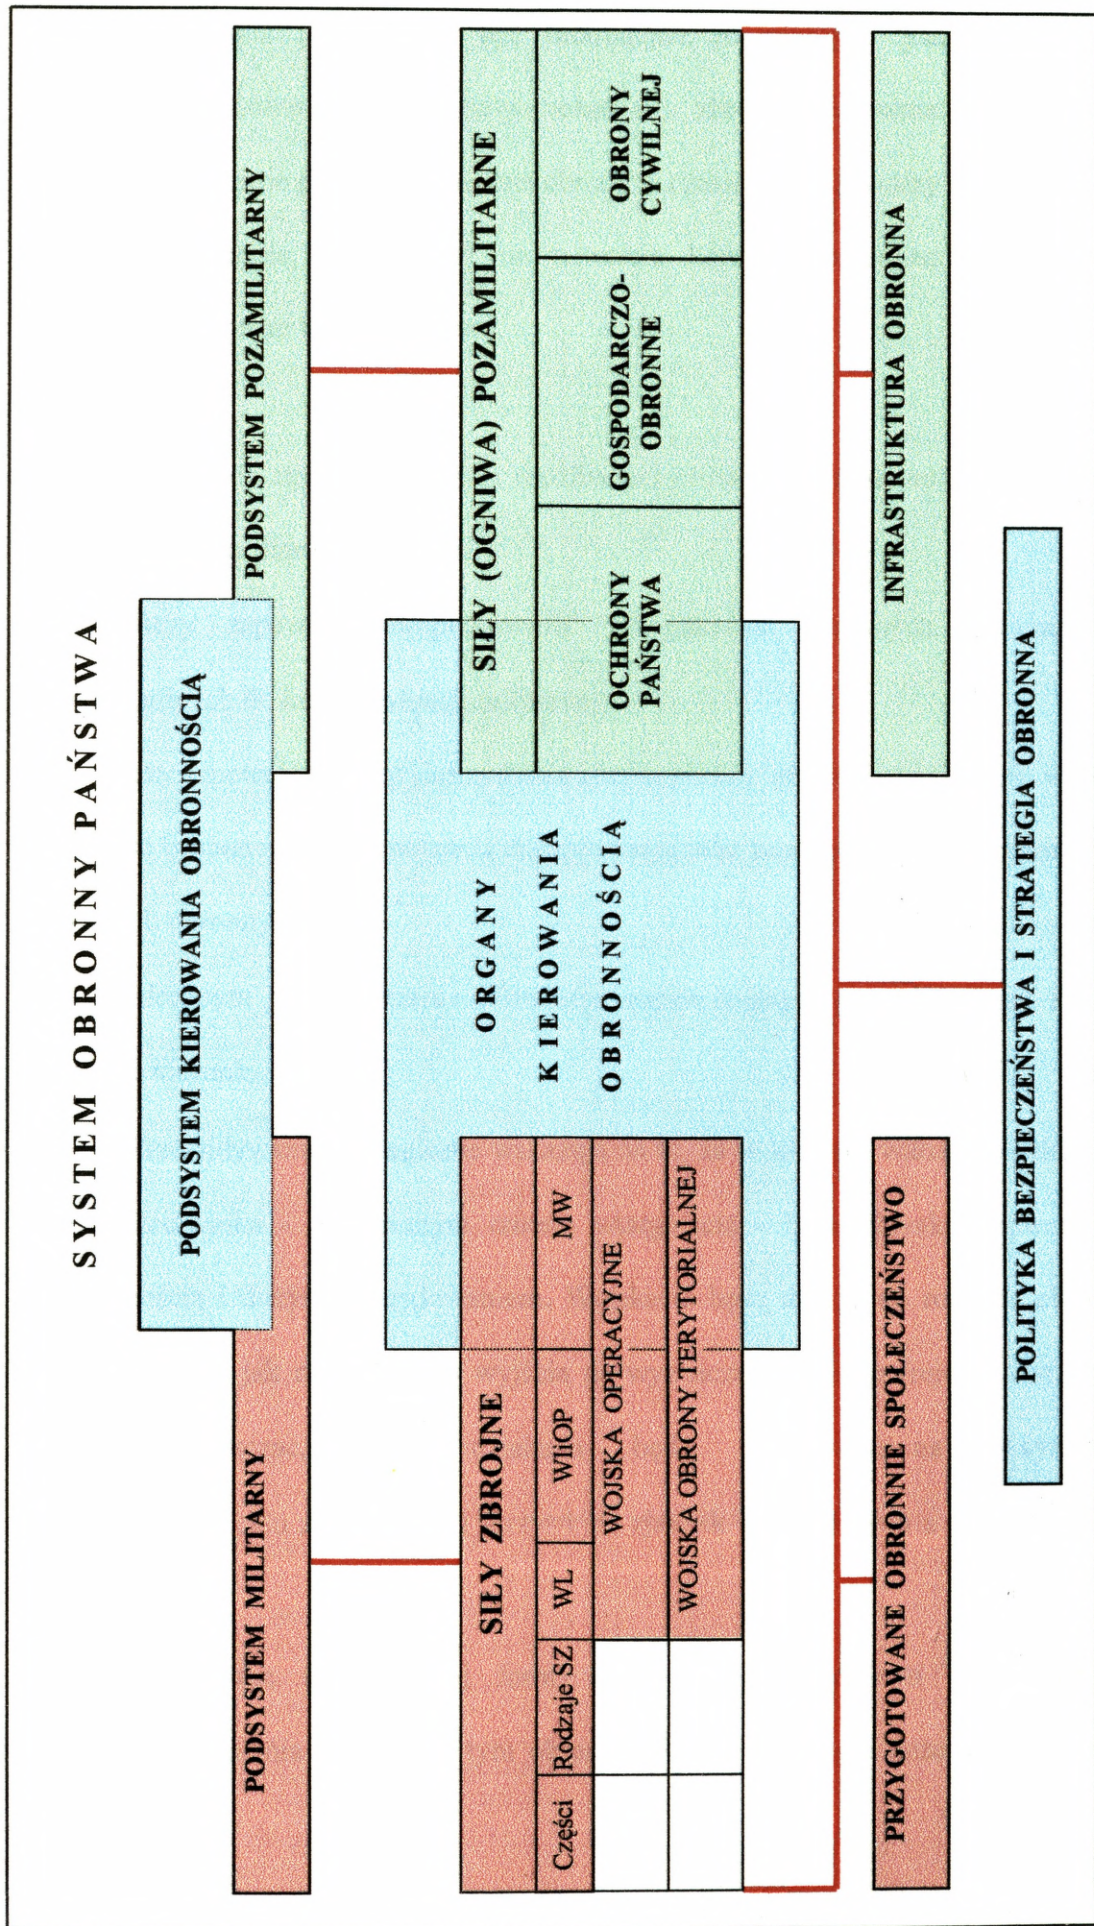 SYSTEM OBRONNY PAŃSTWA
PODSYSTEM KIEROWANIA OBRONNOŚCIĄ
PODSYSTEM MILITARNY
PODSYSTEM POZAMILITARNY
SIŁY ZBROJNE
Części
Rodzaje SZ
WL
WliOP
MW
WOJSKA OPERACYJNE
WOJSKA OBRONY TERYTORIALNEJ
ORGANY
KIEROWANIA
OBRONNOŚCIĄ
SIŁY (OGNIWA) POZAMILITARNE
OCHRONY
PAŃSTWA
GOSPODARCZO-
OBRONNE
OBRONY
CYWILNEJ
PRZYGOTOWANE OBRONNIE SPOŁECZEŃSTWO
INFRASTRUKTURA OBRONNA
POLITYKA BEZPIECZEŃSTWA I STRATEGIA OBRONNA